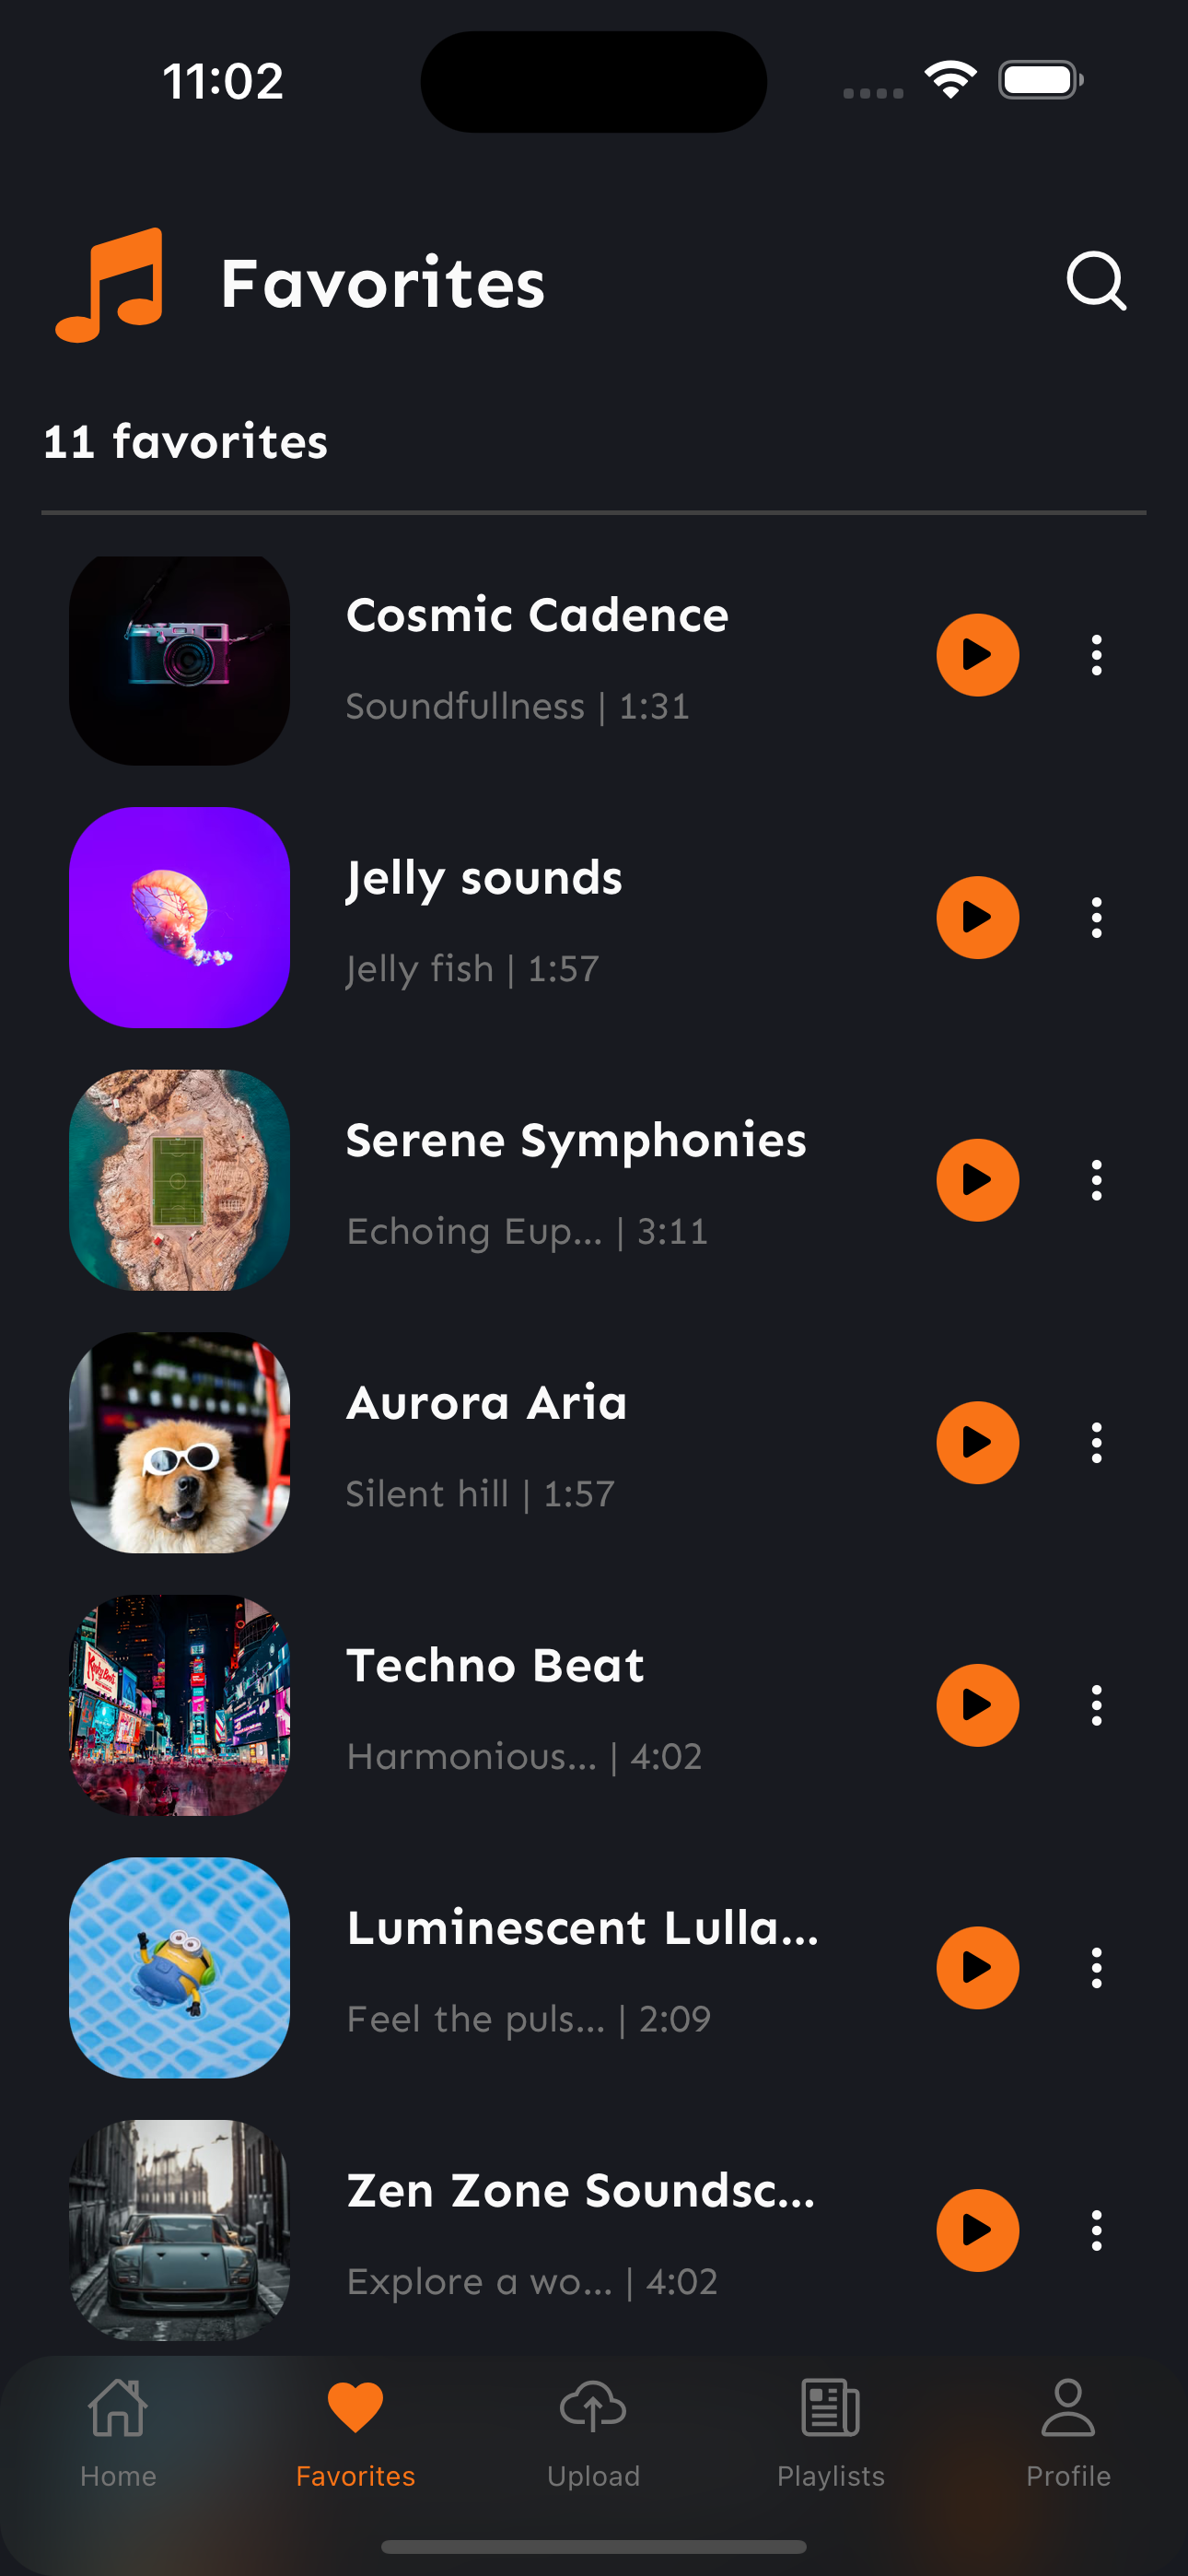 11:02
Favorites
11 favorites
Cosmic Cadence
Soundfullness | 1:31
Jelly sounds
Jelly fish | 1:57
Serene Symphonies
Echoing Eup... | 3:11
Aurora Aria
Silent hill | 1:57
Techno Beat
Harmonious... | 4:02
Luminescent Lulla...
Feel the puls... | 2:09
Zen Zone Soundsc...
Explore a wo... | 4:02
Home
Favorites
Upload
Playlists
Profile